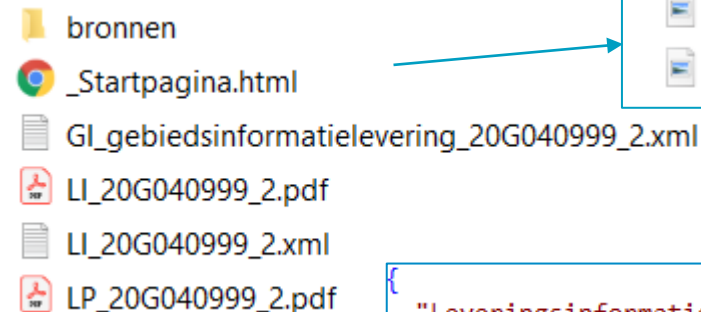 bronnen
_Startpagina.html
GI_gebiedsinformatielevering_20G040999_2.xml
LI_20G040999_2.pdf
LI_20G040999_2.xml
LP_20G040999_2.pdf
{